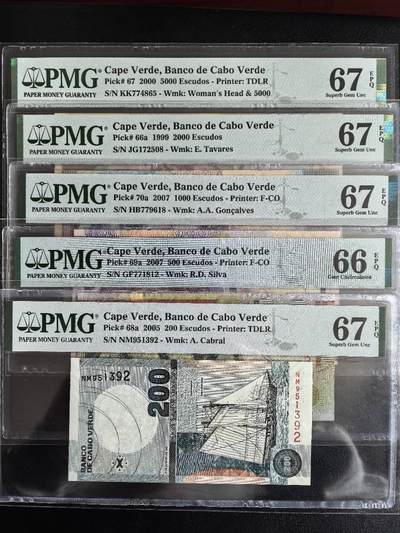 PMG
PAPER MONEY GUARANTY
Cape Verde, Banco de Cabo Verde
Pick# 67 2000 5000 Escudos - Printer: TDLR
S/N KK774865 - Wmk: Woman's Head & 5000
67 EPQ
Superb Gem Unc
PMG
PAPER MONEY GUARANTY
Cape Verde, Banco de Cabo Verde
Pick# 66a 1999 2000 Escudos
S/N JG172508 - Wmk: E. Tavares
67 EPQ
Superb Gem Unc
PMG
PAPER MONEY GUARANTY
Cape Verde, Banco de Cabo Verde
Pick# 70a 2007 1000 Escudos - Printer: F-CO
S/N HB779618 - Wmk: A.A. Gonçalves
67 EPQ
Superb Gem Unc
PMG
PAPER MONEY GUARANTY
Cape Verde, Banco de Cabo Verde
Pick# 69a 2007 500 Escudos - Printer: F-CO
S/N GF771812 - Wmk: R.D. Silva
66 EPQ
Gem Uncirculated
PMG
PAPER MONEY GUARANTY
Cape Verde, Banco de Cabo Verde
Pick# 68a 2005 200 Escudos - Printer: TDLR
S/N NM951392 - Wmk: A. Cabral
67 EPQ
Superb Gem Unc
NM951392
200
NM951392
BANCO
DE CABO VERDE